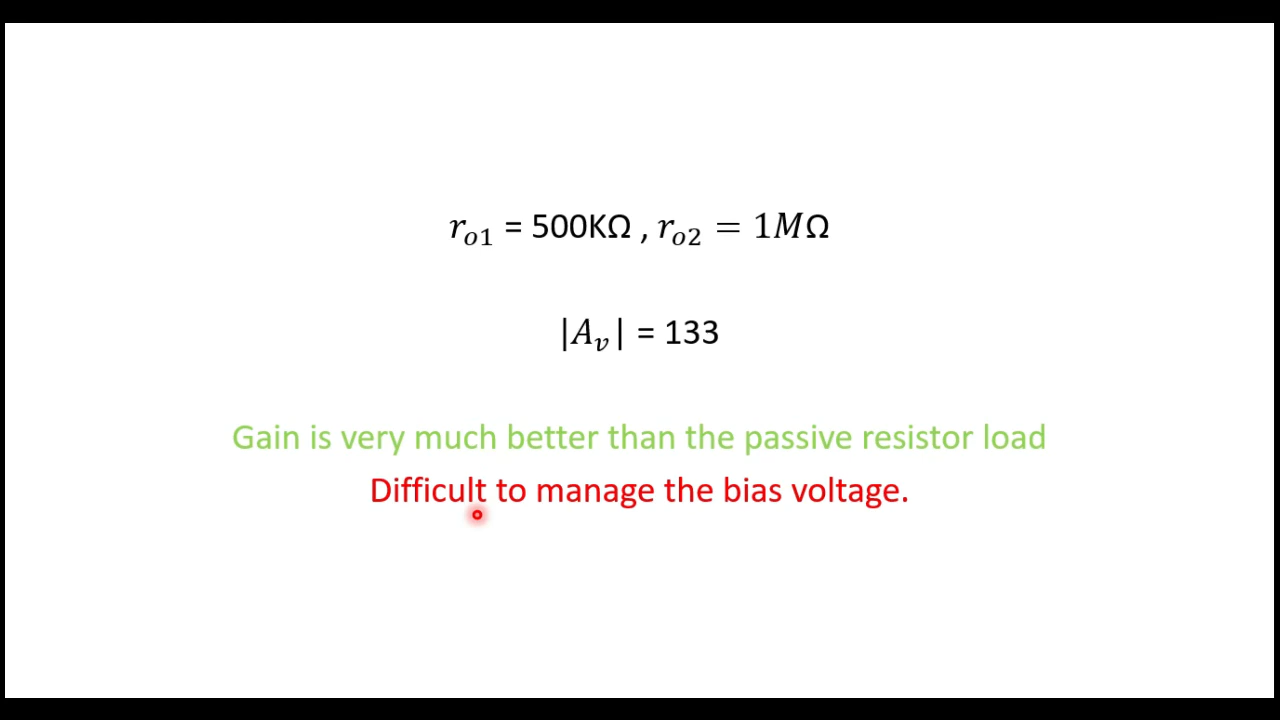 r_{o1} = 500KΩ , r_{o2} = 1MΩ
|A_v| = 133
Gain is very much better than the passive resistor load
Difficult to manage the bias voltage.